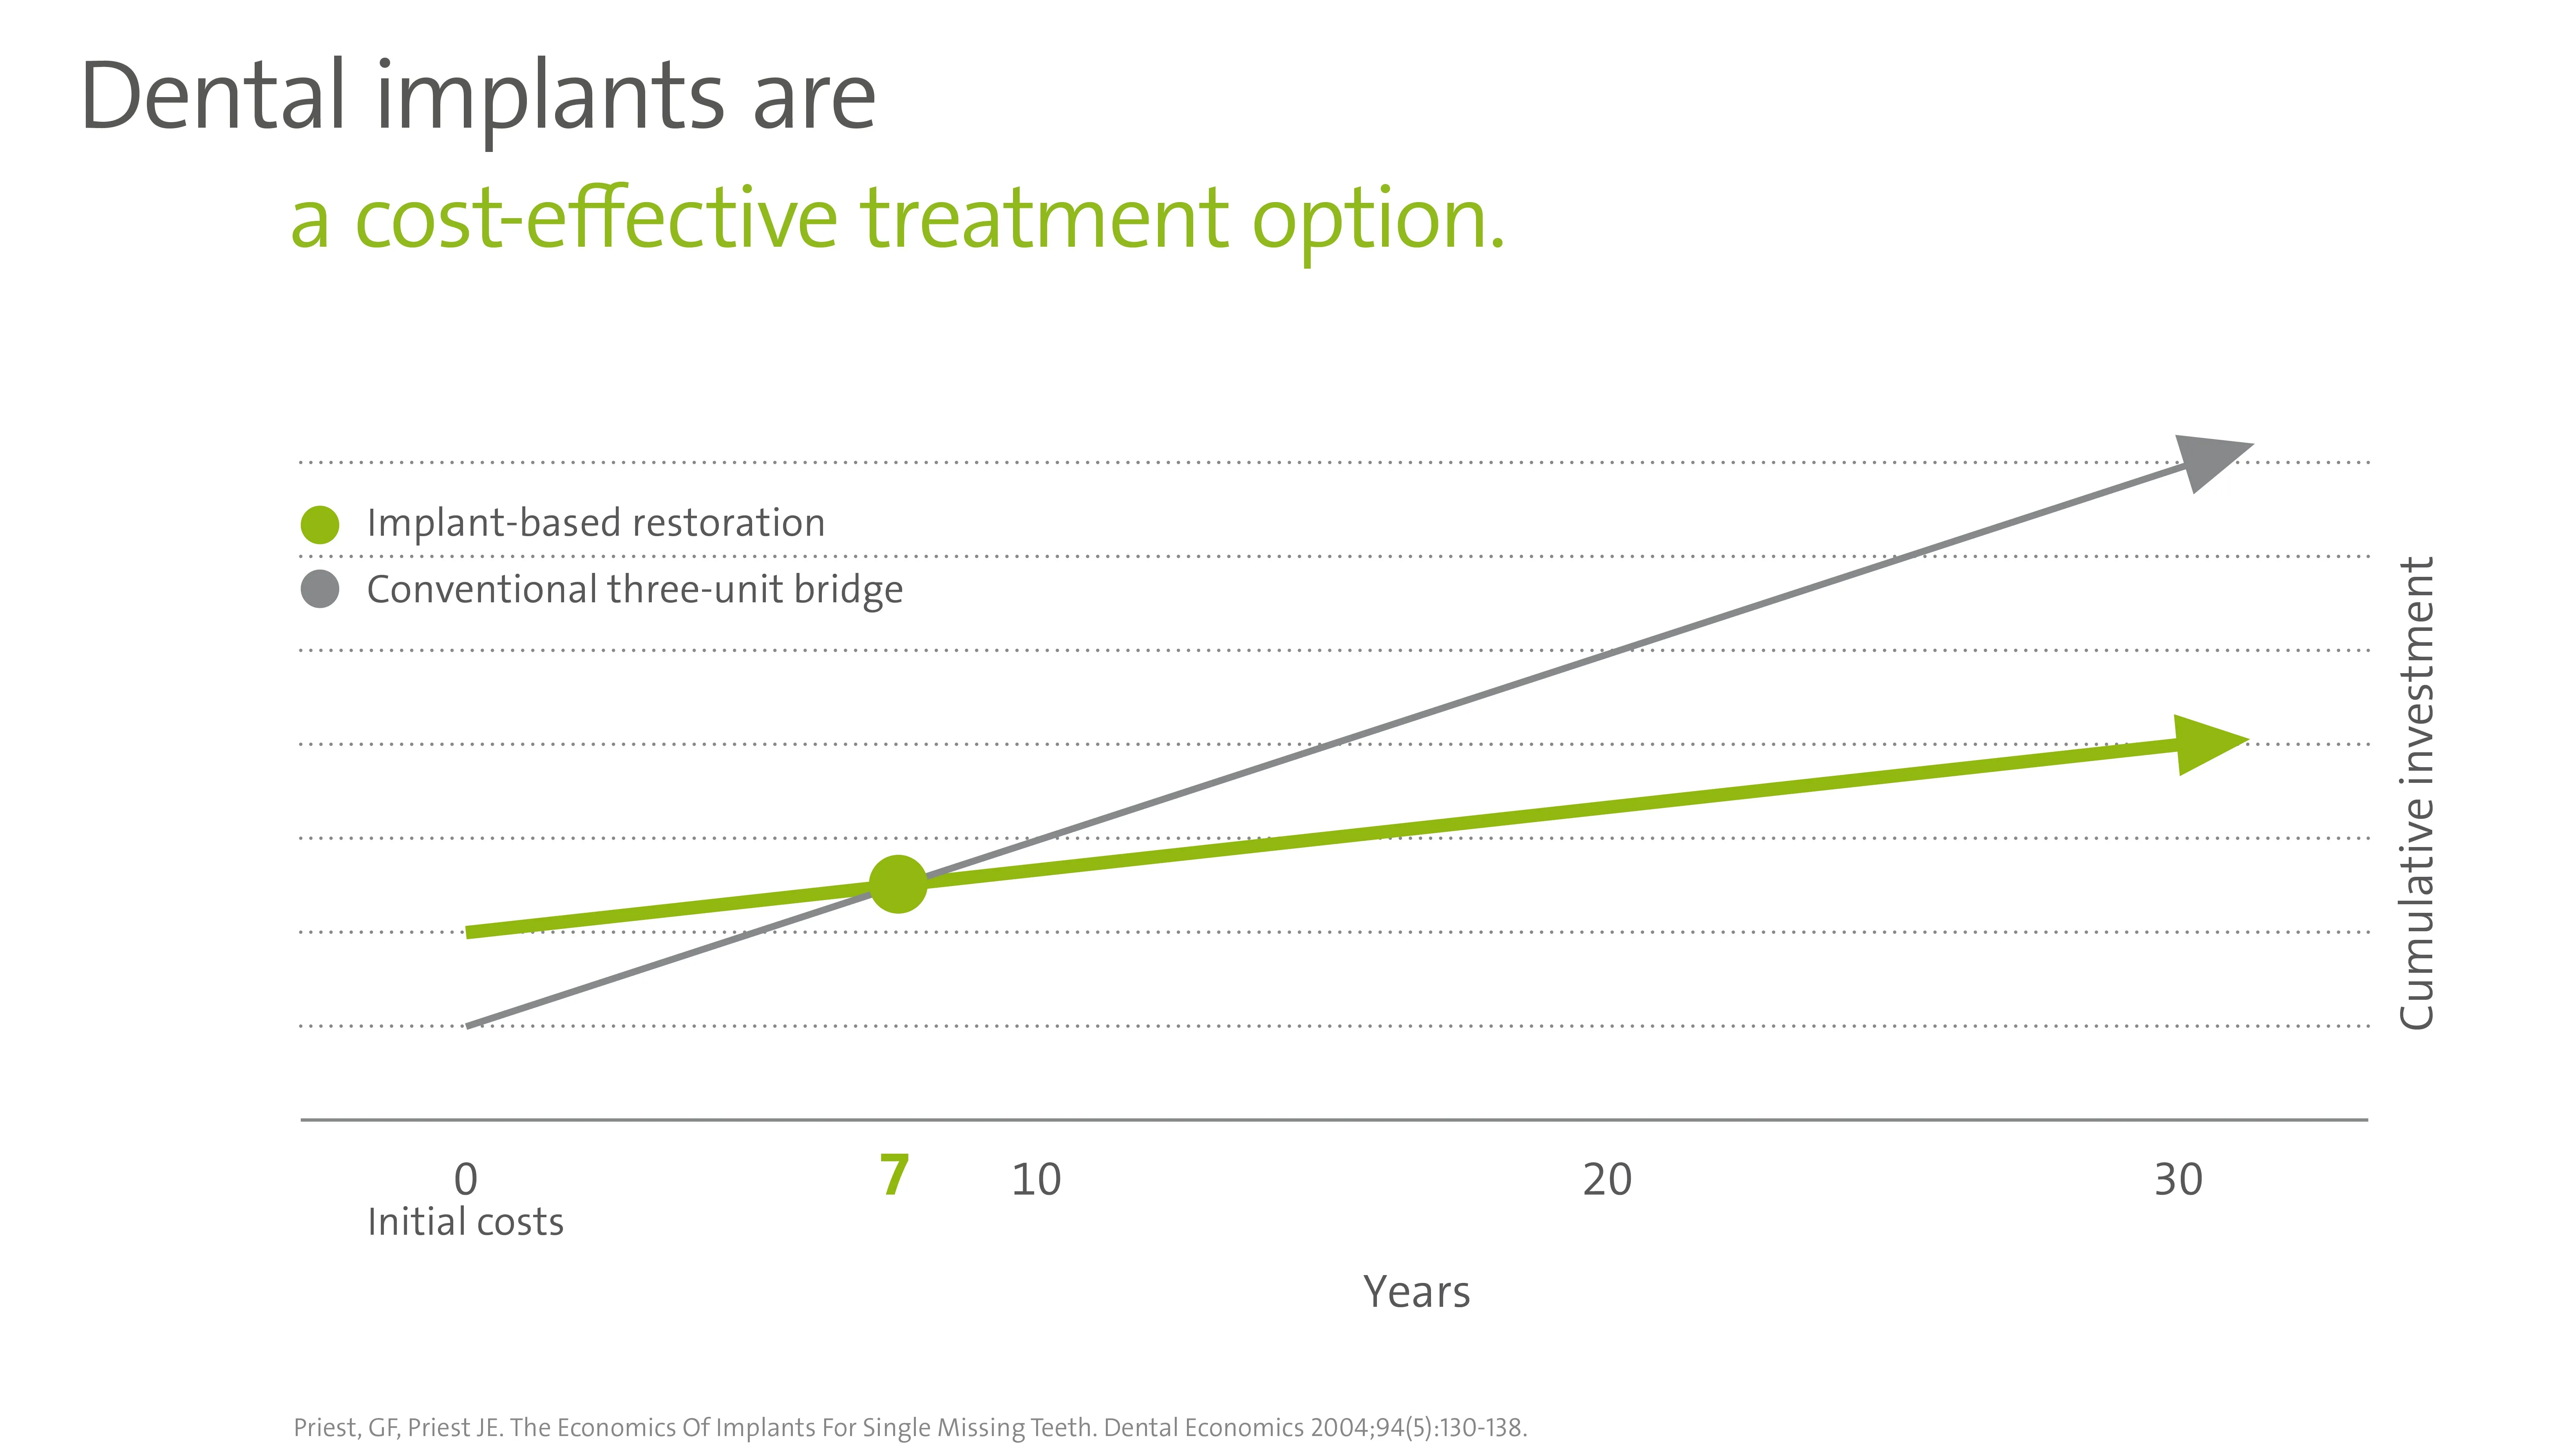 Dental implants are
a cost-effective treatment option.
Implant-based restoration
Conventional three-unit bridge
Cumulative investment
0 7 10 20 30
Initial costs
Years
Priest, GF, Priest JE. The Economics Of Implants For Single Missing Teeth. Dental Economics 2004;94(5):130-138.